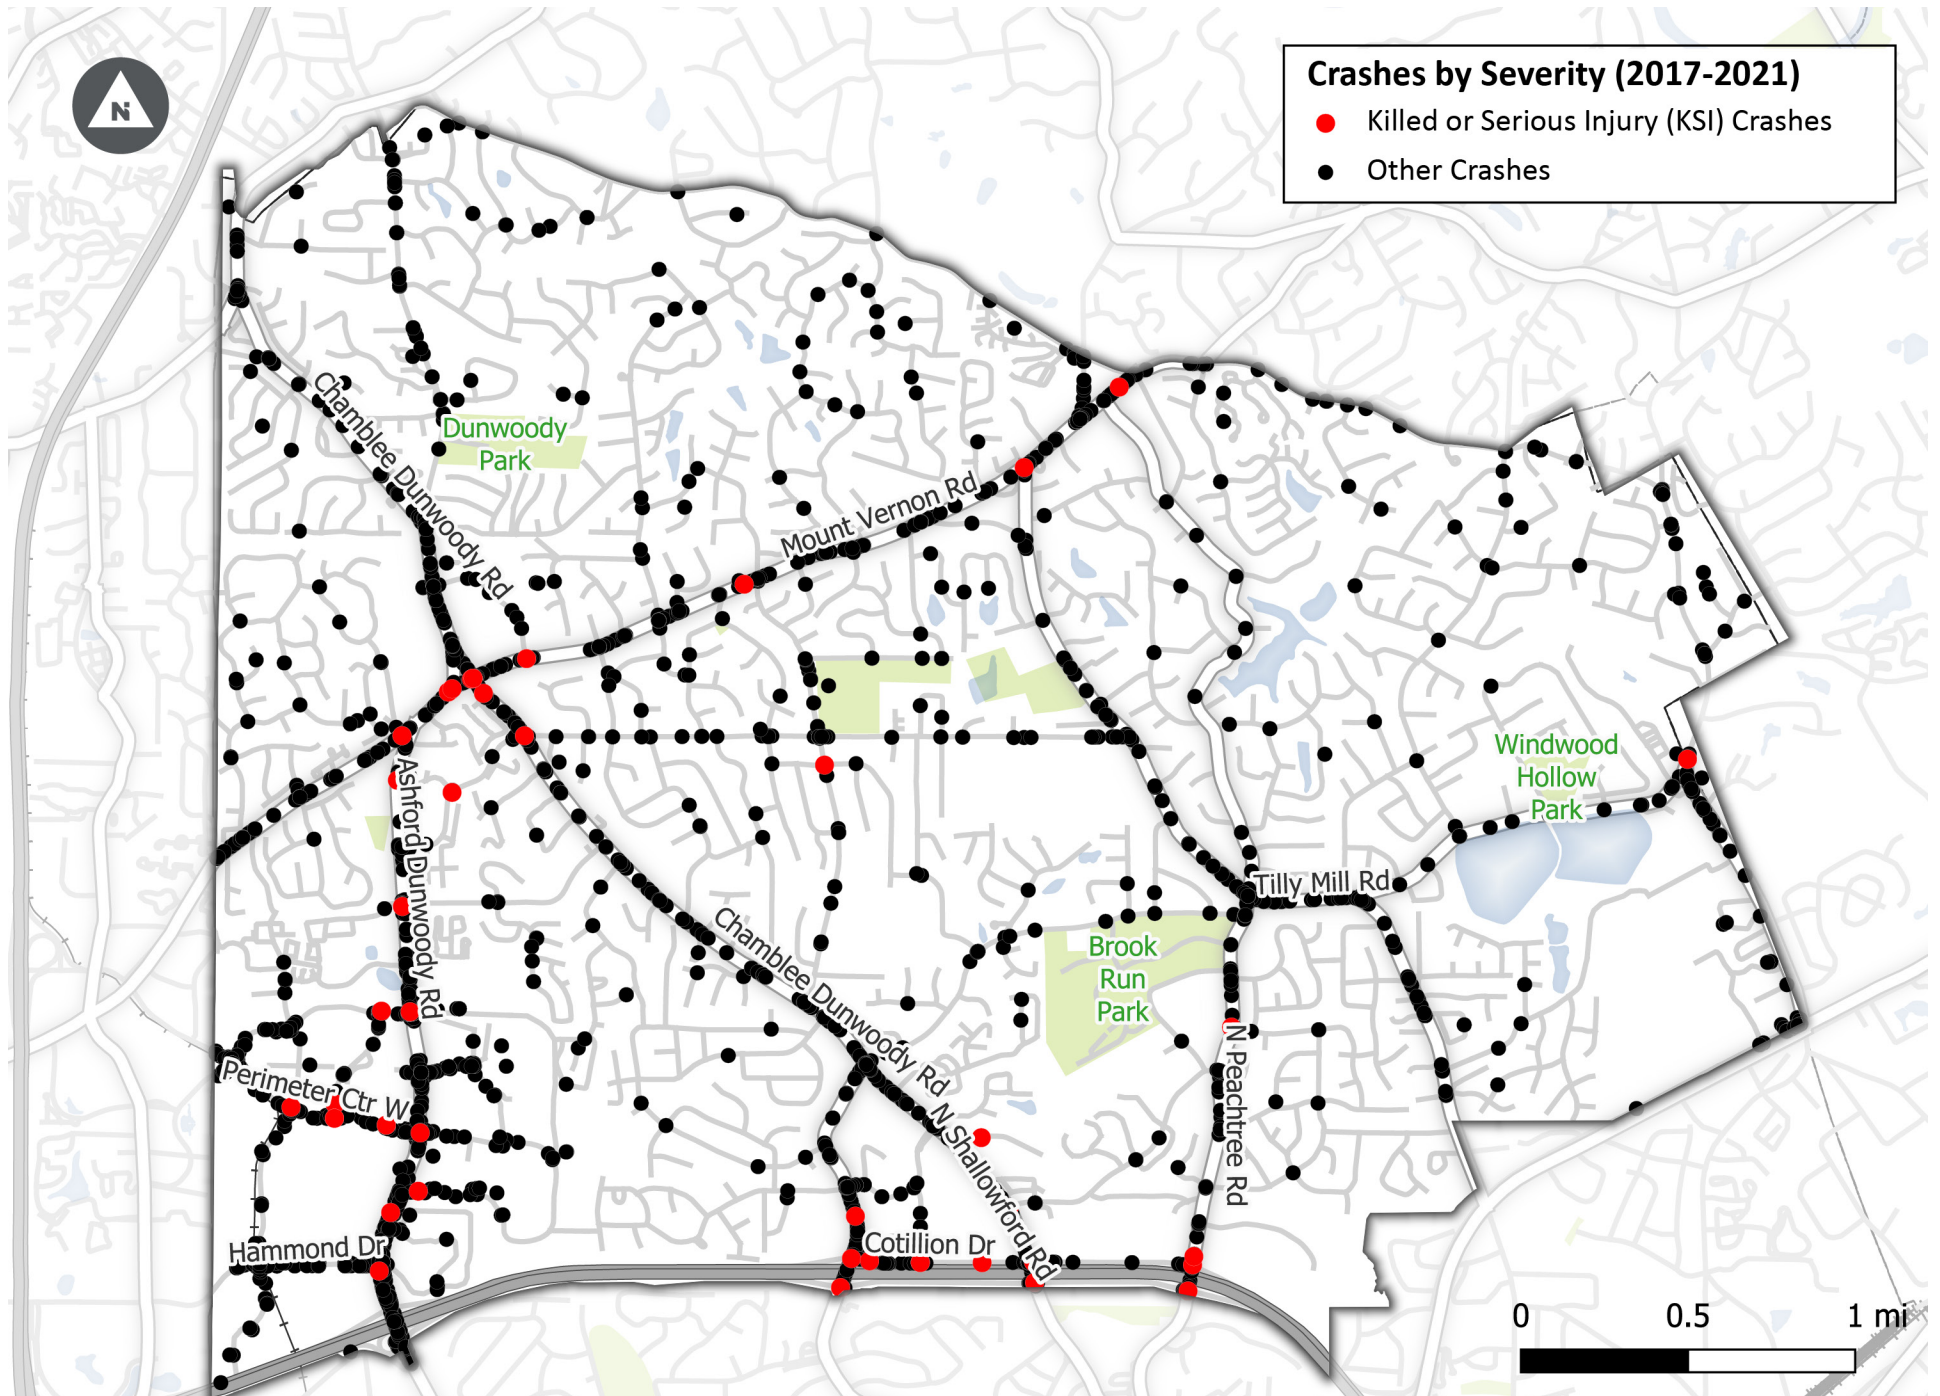 N
Crashes by Severity (2017-2021)
Killed or Serious Injury (KSI) Crashes
Other Crashes
Chamblee Dunwoody Rd
Dunwoody
Park
Mount Vernon Rd
Ashford Dunwoody Rd
Windwood
Hollow
Park
Tilly Mill Rd
Chamblee Dunwoody Rd
Brook
Run
Park
Perimeter Ctr W
N Shallowford Rd
N Peachtree Rd
Hammond Dr
Cotillion Dr
0 0.5 1 mi